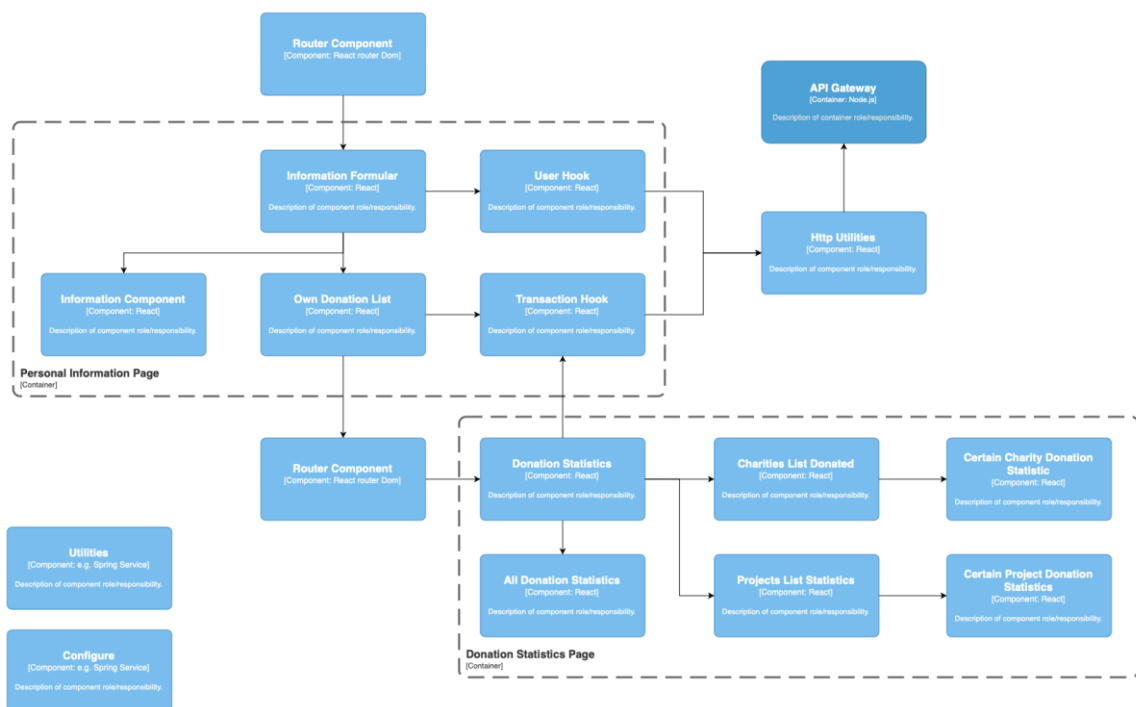 Router Component
[Component: React router Dom]
API Gateway
[Container: Node.js]
Description of container role/responsibility.
Information Formular
[Component: React]
Description of component role/responsibility.
User Hook
[Component: React]
Description of component role/responsibility.
Http Utilities
[Component: React]
Description of component role/responsibility.
Information Component
[Component: React]
Description of component role/responsibility.
Own Donation List
[Component: React]
Description of component role/responsibility.
Transaction Hook
[Component: React]
Description of component role/responsibility.
Personal Information Page
[Container]
Router Component
[Component: React router Dom]
Donation Statistics
[Component: React]
Description of component role/responsibility.
Charities List Donated
[Component: React]
Description of component role/responsibility.
Certain Charity Donation
Statistic
[Component: React]
Description of component role/responsibility.
Utilities
[Component: e.g. Spring Service]
Description of component role/responsibility.
All Donation Statistics
[Component: React]
Description of component role/responsibility.
Projects List Statistics
[Component: React]
Description of component role/responsibility.
Certain Project Donation
Statistics
[Component: React]
Description of component role/responsibility.
Configure
[Component: e.g. Spring Service]
Description of component role/responsibility.
Donation Statistics Page
[Container]